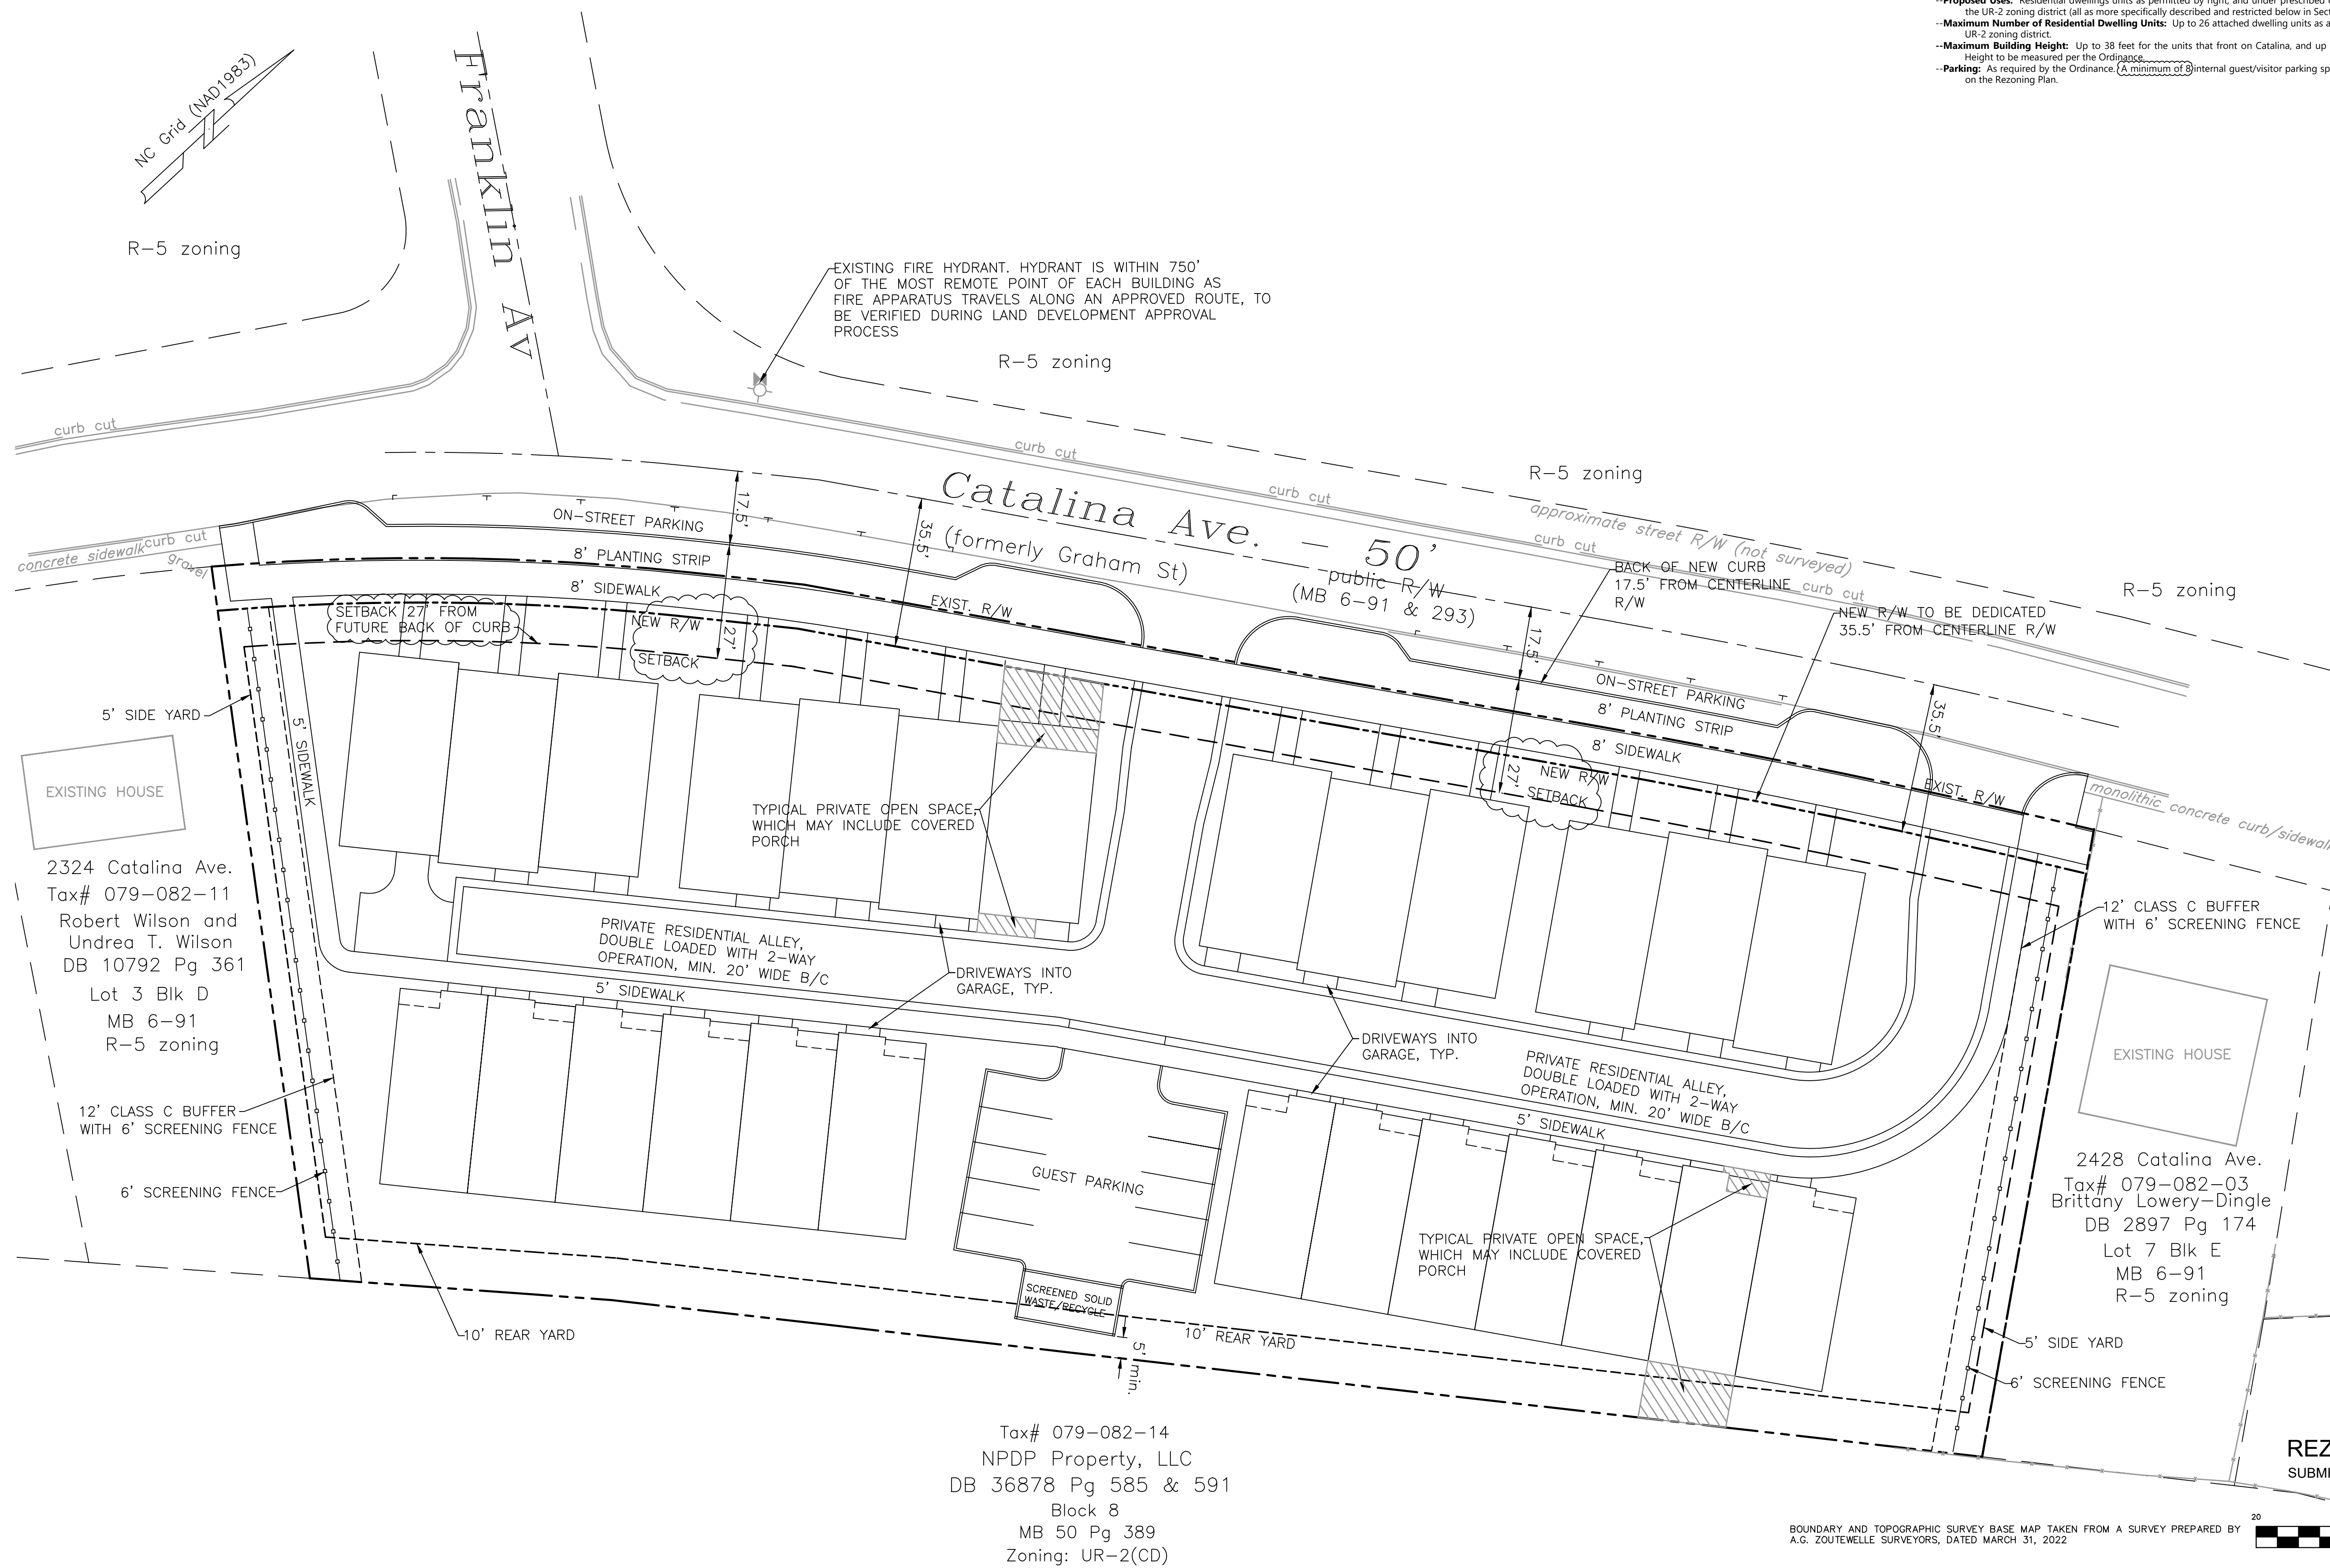 --Proposed Uses: Residential dwellings units as permitted by right, and under prescribed
the UR-2 zoning district (all as more specifically described and restricted below in Sect
--Maximum Number of Residential Dwelling Units: Up to 26 attached dwelling units as a
UR-2 zoning district.
--Maximum Building Height: Up to 38 feet for the units that front on Catalina, and up
Height to be measured per the Ordinance.
--Parking: As required by the Ordinance. A minimum of 8 internal guest/visitor parking sp
on the Rezoning Plan.
NC Grid (NAD1983)
Franklin Av
R-5 zoning
EXISTING FIRE HYDRANT. HYDRANT IS WITHIN 750'
OF THE MOST REMOTE POINT OF EACH BUILDING AS
FIRE APPARATUS TRAVELS ALONG AN APPROVED ROUTE, TO
BE VERIFIED DURING LAND DEVELOPMENT APPROVAL
PROCESS
R-5 zoning
curb cut
curb cut
R-5 zoning
curb cut
approximate street R/W (not surveyed)
curb cut
curb cut
R-5 zoning
Catalina Ave. - 50'
(formerly Graham St)
public R/W
(MB 6-91 & 293)
17.5'
35.5'
ON-STREET PARKING
8' PLANTING STRIP
8' SIDEWALK
EXIST. R/W
concrete sidewalk
curb cut
gravel
SETBACK 27' FROM
FUTURE BACK OF CURB
NEW R/W
27'
SETBACK
BACK OF NEW CURB
17.5' FROM CENTERLINE
R/W
NEW R/W TO BE DEDICATED
35.5' FROM CENTERLINE R/W
17.5'
ON-STREET PARKING
8' PLANTING STRIP
8' SIDEWALK
35.5'
NEW R/W
27'
SETBACK
EXIST. R/W
monolithic concrete curb/sidewalk
5' SIDE YARD
5' SIDEWALK
EXISTING HOUSE
2324 Catalina Ave.
Tax# 079-082-11
Robert Wilson and
Undrea T. Wilson
DB 10792 Pg 361
Lot 3 Blk D
MB 6-91
R-5 zoning
TYPICAL PRIVATE OPEN SPACE,
WHICH MAY INCLUDE COVERED
PORCH
PRIVATE RESIDENTIAL ALLEY,
DOUBLE LOADED WITH 2-WAY
OPERATION, MIN. 20' WIDE B/C
5' SIDEWALK
DRIVEWAYS INTO
GARAGE, TYP.
DRIVEWAYS INTO
GARAGE, TYP.
PRIVATE RESIDENTIAL ALLEY,
DOUBLE LOADED WITH 2-WAY
OPERATION, MIN. 20' WIDE B/C
5' SIDEWALK
12' CLASS C BUFFER
WITH 6' SCREENING FENCE
EXISTING HOUSE
2428 Catalina Ave.
Tax# 079-082-03
Brittany Lowery-Dingle
DB 2897 Pg 174
Lot 7 Blk E
MB 6-91
R-5 zoning
12' CLASS C BUFFER
WITH 6' SCREENING FENCE
6' SCREENING FENCE
GUEST PARKING
TYPICAL PRIVATE OPEN SPACE,
WHICH MAY INCLUDE COVERED
PORCH
SCREENED SOLID
WASTE/RECYCLE
10' REAR YARD
10' REAR YARD
5' min.
5' SIDE YARD
6' SCREENING FENCE
Tax# 079-082-14
NPDP Property, LLC
DB 36878 Pg 585 & 591
Block 8
MB 50 Pg 389
Zoning: UR-2(CD)
REZ
SUBMI
20
BOUNDARY AND TOPOGRAPHIC SURVEY BASE MAP TAKEN FROM A SURVEY PREPARED BY
A.G. ZOUTEWELLE SURVEYORS, DATED MARCH 31, 2022